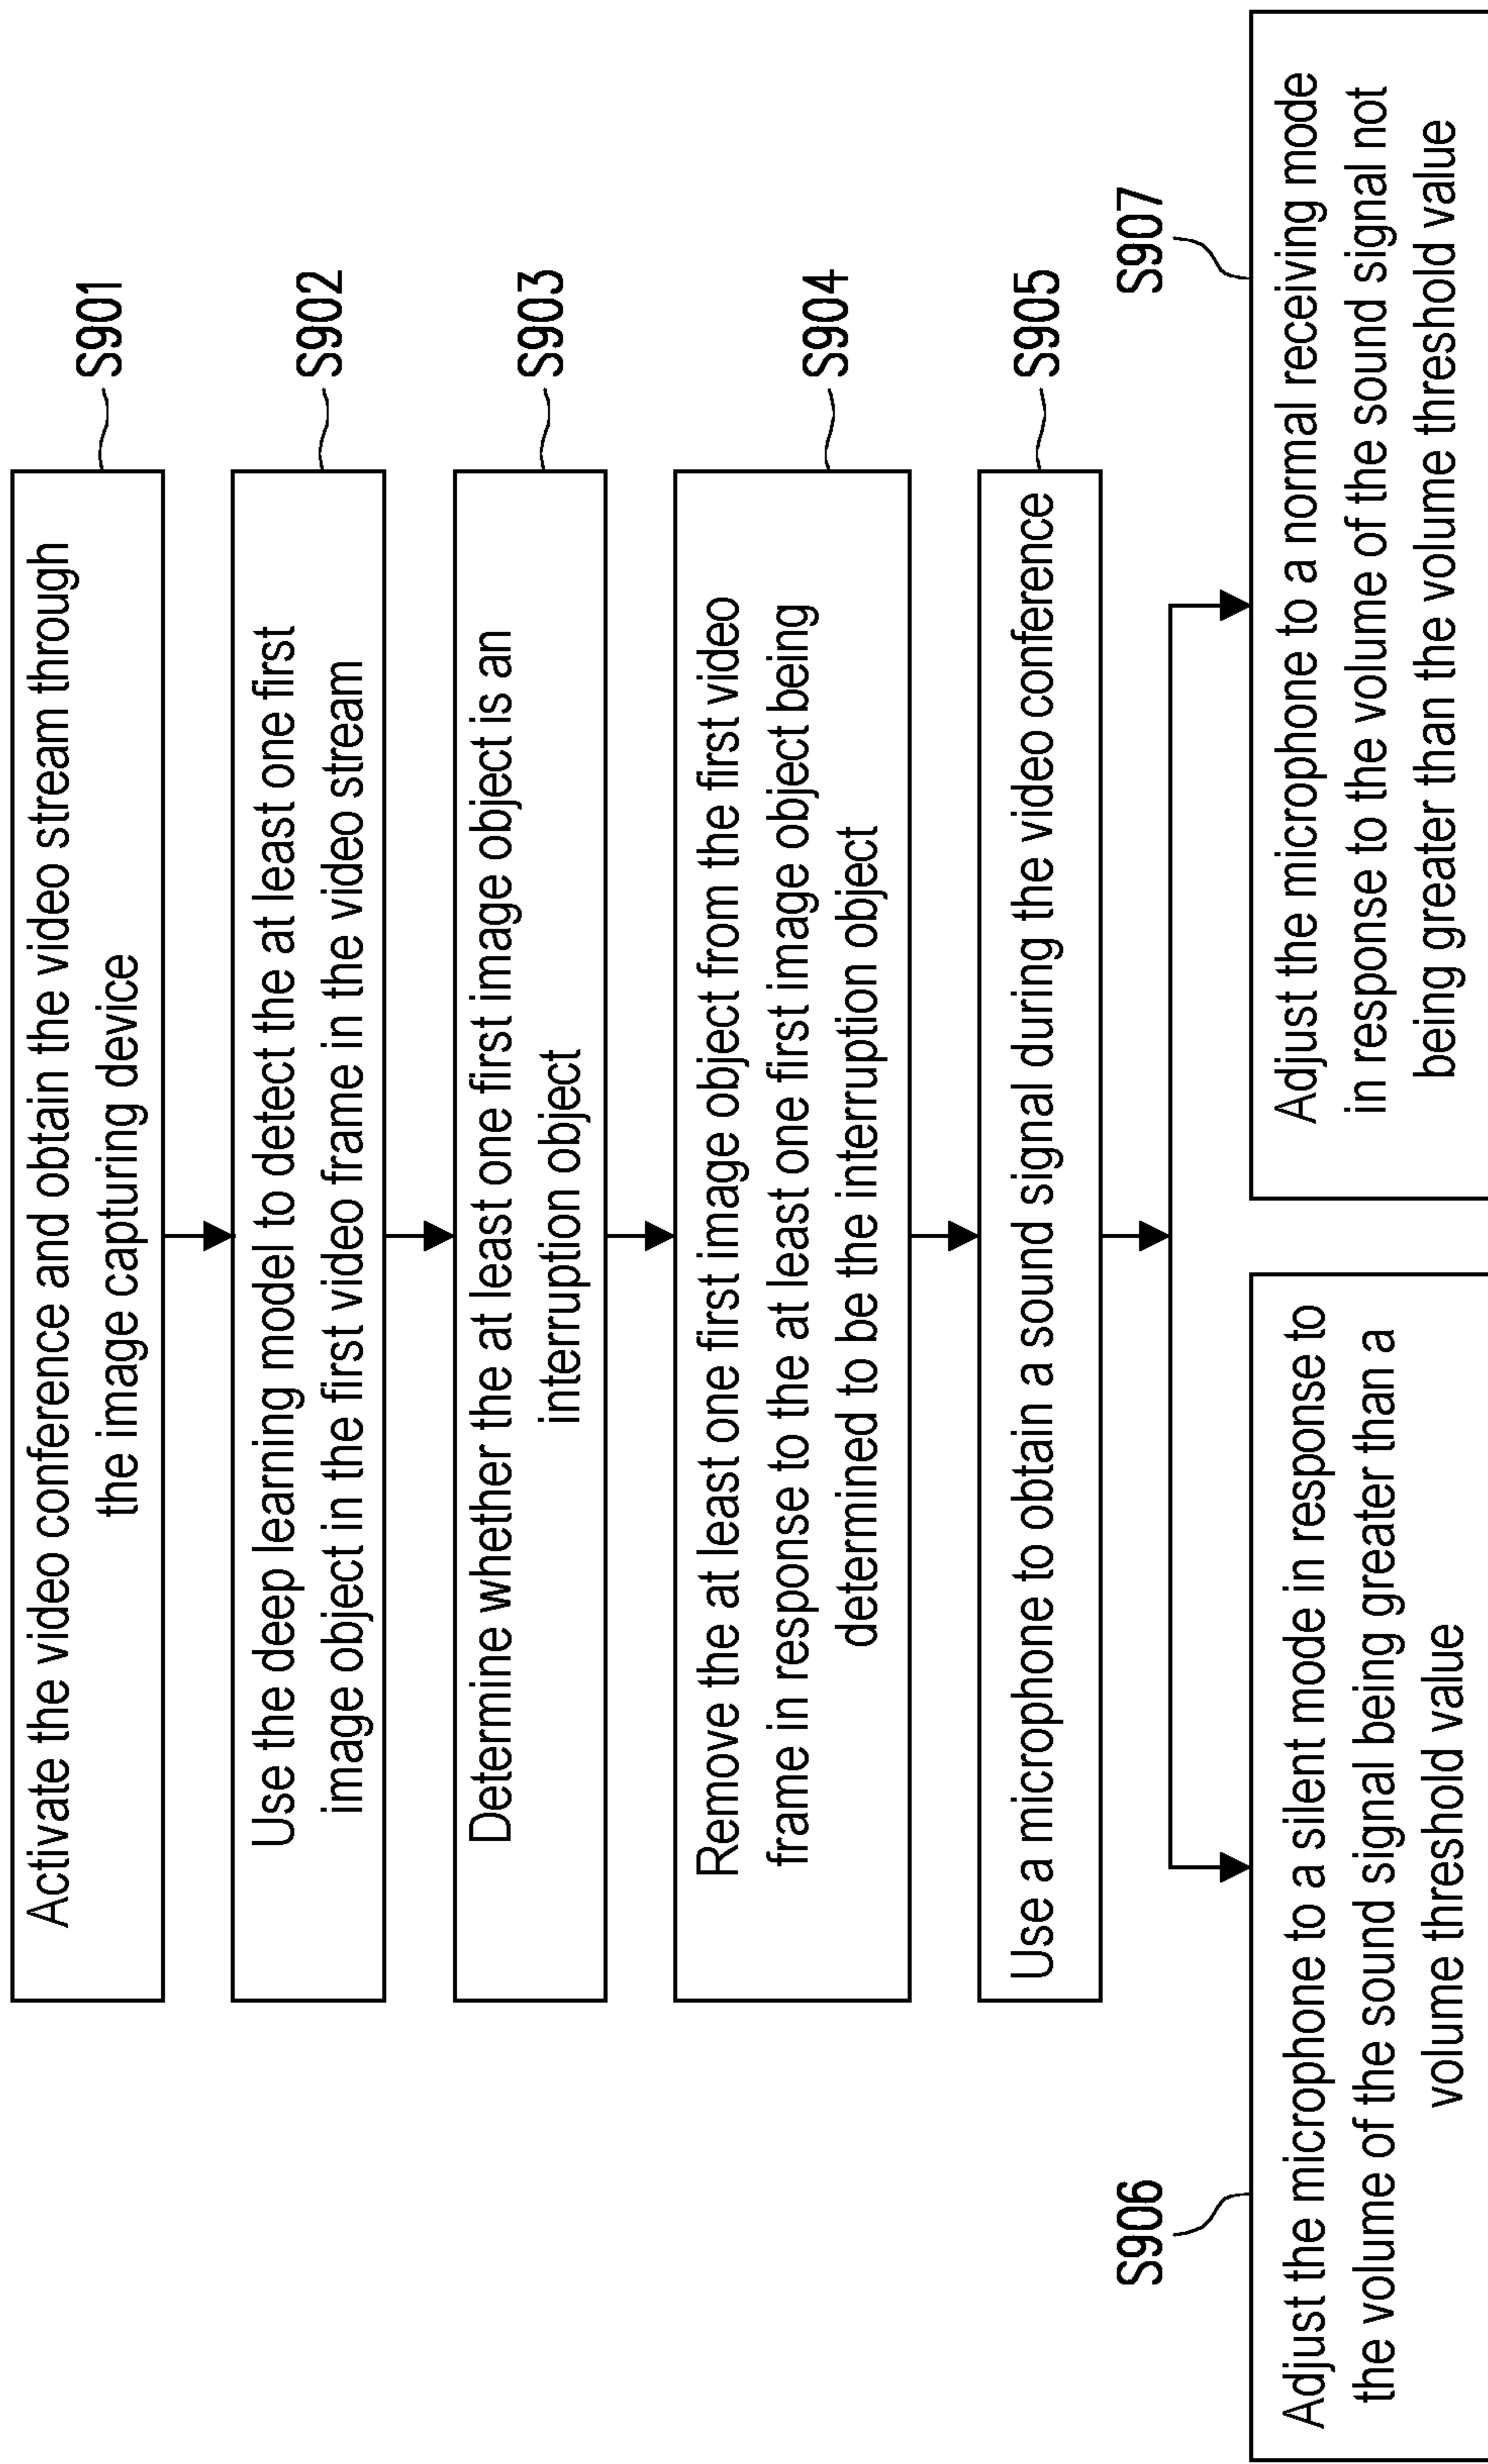 Activate the video conference and obtain the video stream through
the image capturing device
S901
Use the deep learning model to detect the at least one first
image object in the first video frame in the video stream
S902
Determine whether the at least one first image object is an
interruption object
S903
Remove the at least one first image object from the first video
frame in response to the at least one first image object being
determined to be the interruption object
S904
Use a microphone to obtain a sound signal during the video conference
S905
S906
Adjust the microphone to a silent mode in response to
the volume of the sound signal being greater than a
volume threshold value
S907
Adjust the microphone to a normal receiving mode
in response to the volume of the sound signal not
being greater than the volume threshold value